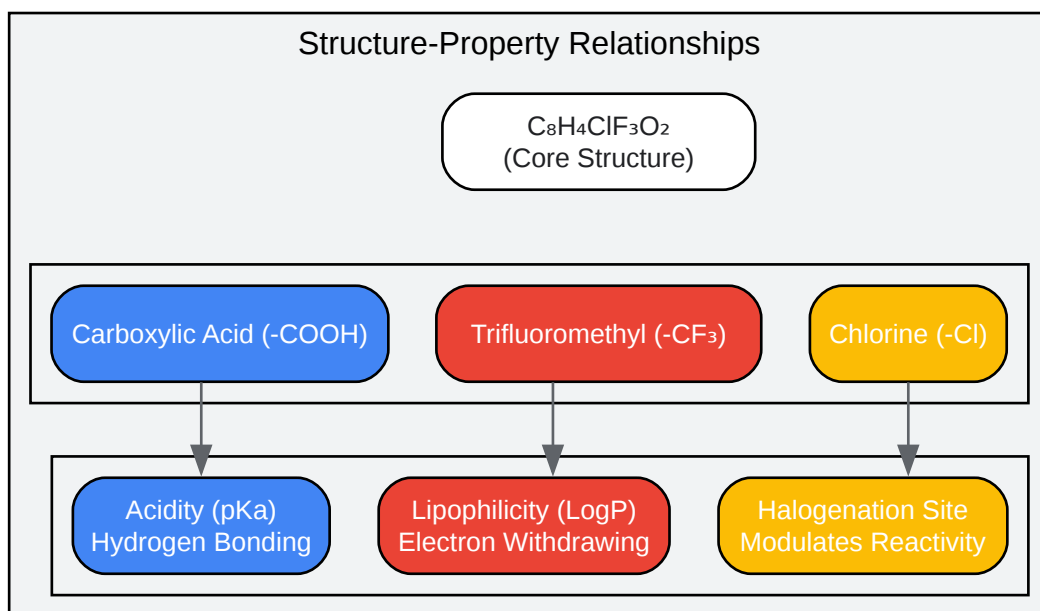 Structure-Property Relationships
C₈H₄ClF₃O₂
(Core Structure)
Carboxylic Acid (-COOH)
Trifluoromethyl (-CF₃)
Chlorine (-Cl)
Acidity (pKa)
Hydrogen Bonding
Lipophilicity (LogP)
Electron Withdrawing
Halogenation Site
Modulates Reactivity